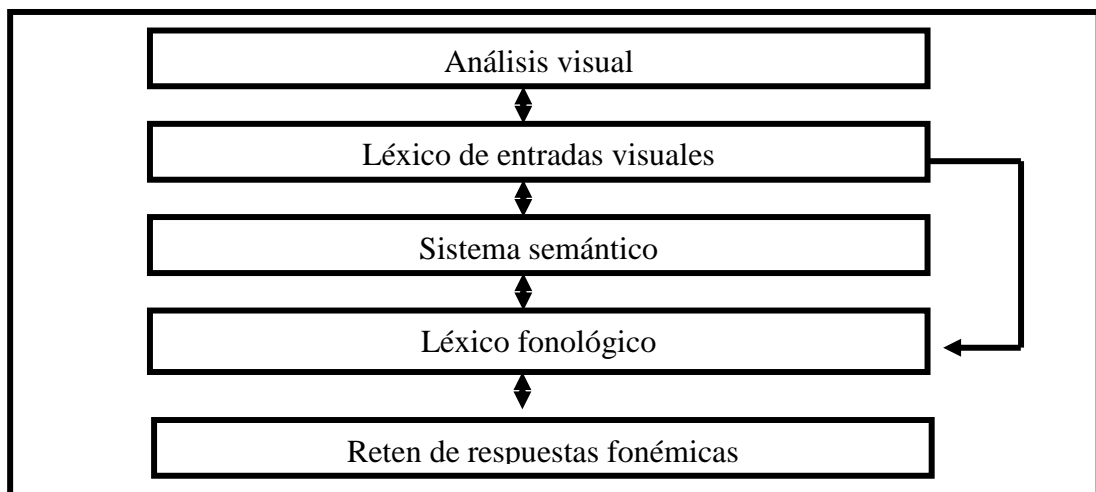 Análisis visual
Léxico de entradas visuales
Sistema semántico
Léxico fonológico
Reten de respuestas fonémicas